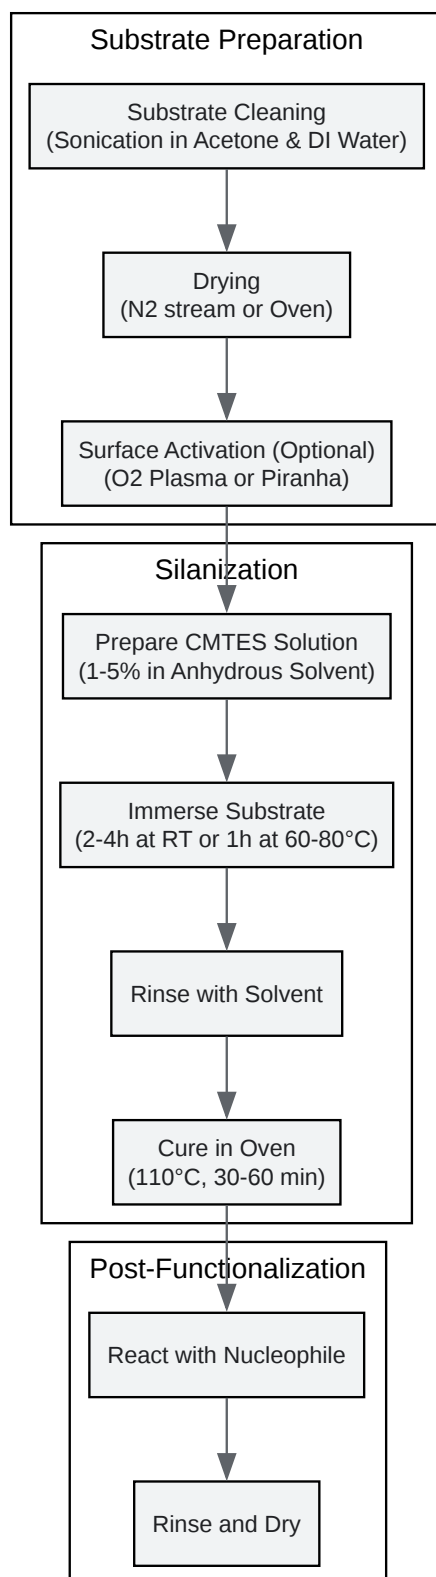 Substrate Preparation
Substrate Cleaning
(Sonication in Acetone & DI Water)
Drying
(N2 stream or Oven)
Surface Activation (Optional)
(O2 Plasma or Piranha)
Silanization
Prepare CMTES Solution
(1-5% in Anhydrous Solvent)
Immerse Substrate
(2-4h at RT or 1h at 60-80°C)
Rinse with Solvent
Cure in Oven
(110°C, 30-60 min)
Post-Functionalization
React with Nucleophile
Rinse and Dry